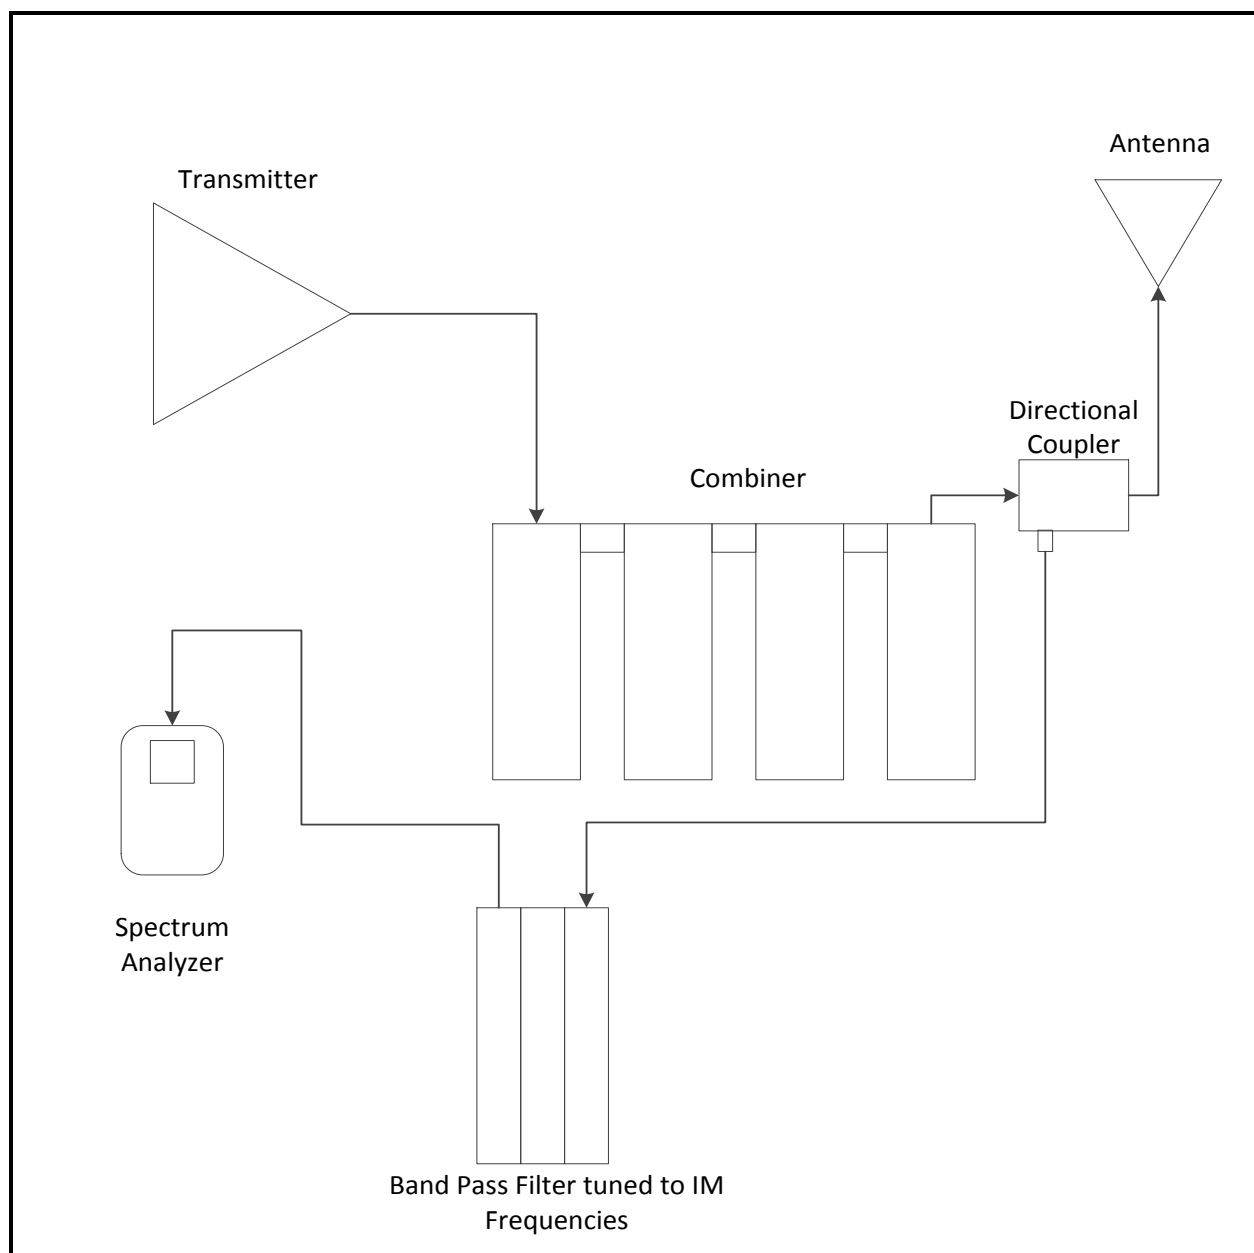 Antenna
Transmitter
Directional
Coupler
Combiner
Spectrum
Analyzer
Band Pass Filter tuned to IM
Frequencies